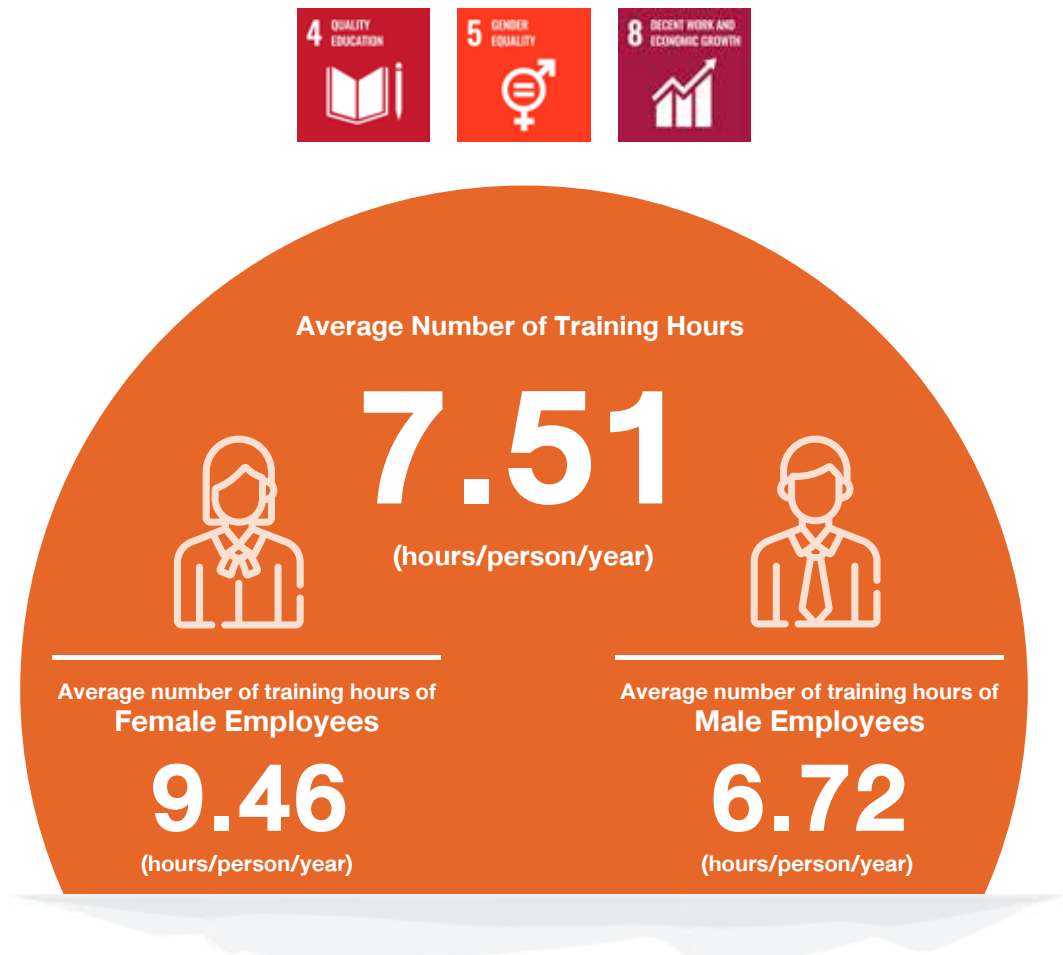 4 QUALITY
EDUCATION
5 GENDER
EQUALITY
8 DECENT WORK AND
ECONOMIC GROWTH
Average Number of Training Hours
7.51
(hours/person/year)
Average number of training hours of
Female Employees
9.46
(hours/person/year)
Average number of training hours of
Male Employees
6.72
(hours/person/year)